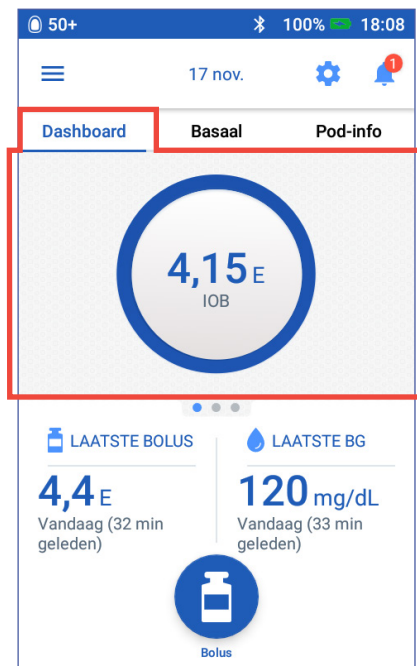 50+ 100% 18:08
17 nov. 1
Dashboard Basaal Pod-info
4,15 E
IOB
LAATSTE BOLUS
4,4 E
Vandaag (32 min
geleden)
LAATSTE BG
120 mg/dL
Vandaag (33 min
geleden)
Bolus